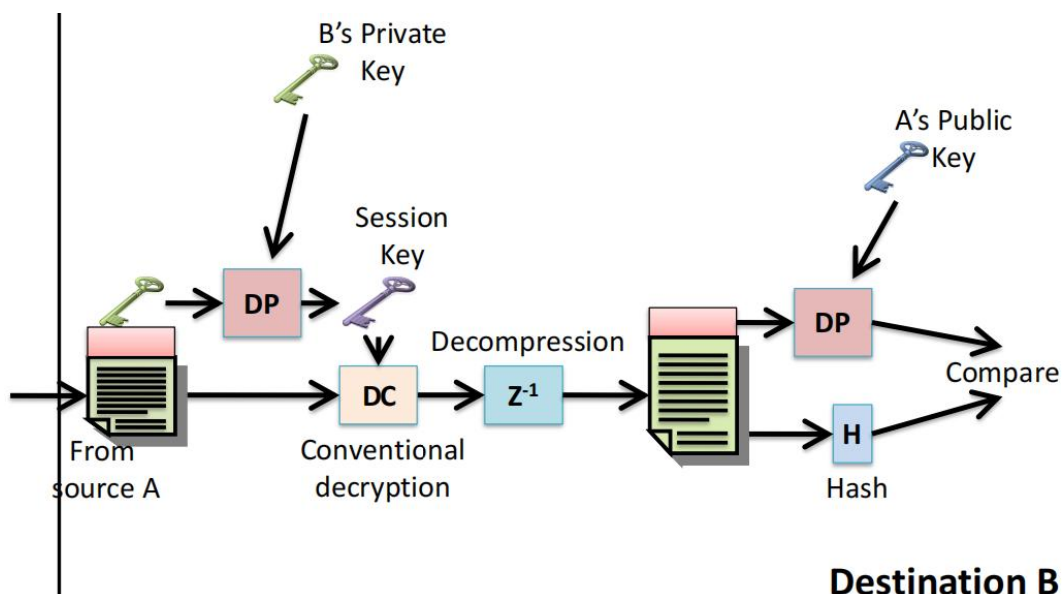 B's Private
Key
A's Public
Key
Session
Key
DP
DP
Decompression
DC
Z⁻¹
Compare
H
From
source A
Conventional
decryption
Hash
Destination B